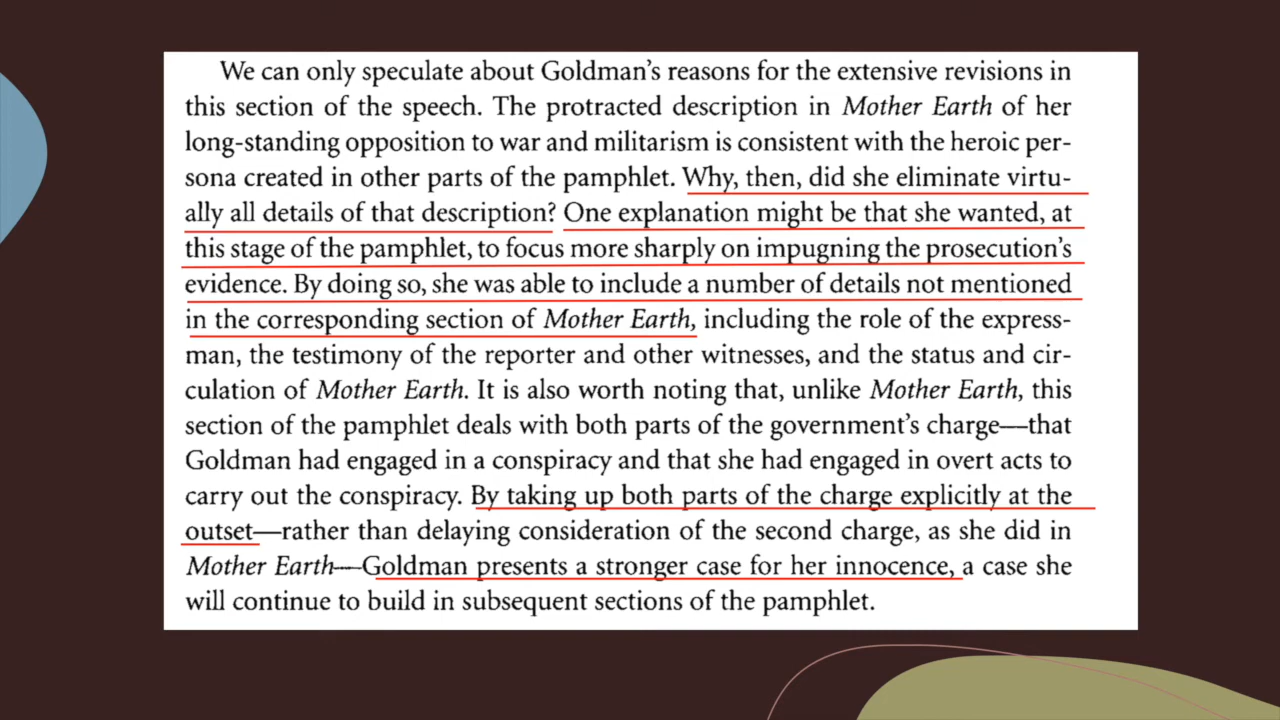 We can only speculate about Goldman's reasons for the extensive revisions in
this section of the speech. The protracted description in Mother Earth of her
long-standing opposition to war and militarism is consistent with the heroic per-
sona created in other parts of the pamphlet. Why, then, did she eliminate virtu-
ally all details of that description? One explanation might be that she wanted, at
this stage of the pamphlet, to focus more sharply on impugning the prosecution's
evidence. By doing so, she was able to include a number of details not mentioned
in the corresponding section of Mother Earth, including the role of the express-
man, the testimony of the reporter and other witnesses, and the status and cir-
culation of Mother Earth. It is also worth noting that, unlike Mother Earth, this
section of the pamphlet deals with both parts of the government's charge—that
Goldman had engaged in a conspiracy and that she had engaged in overt acts to
carry out the conspiracy. By taking up both parts of the charge explicitly at the
outset—rather than delaying consideration of the second charge, as she did in
Mother Earth—Goldman presents a stronger case for her innocence, a case she
will continue to build in subsequent sections of the pamphlet.